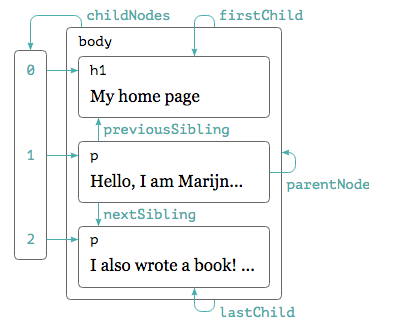 childNodes firstChild
body
0 h1
My home page
previousSibling
1 p
Hello, I am Marijn...
parentNode
nextSibling
2 p
I also wrote a book! ...
lastChild